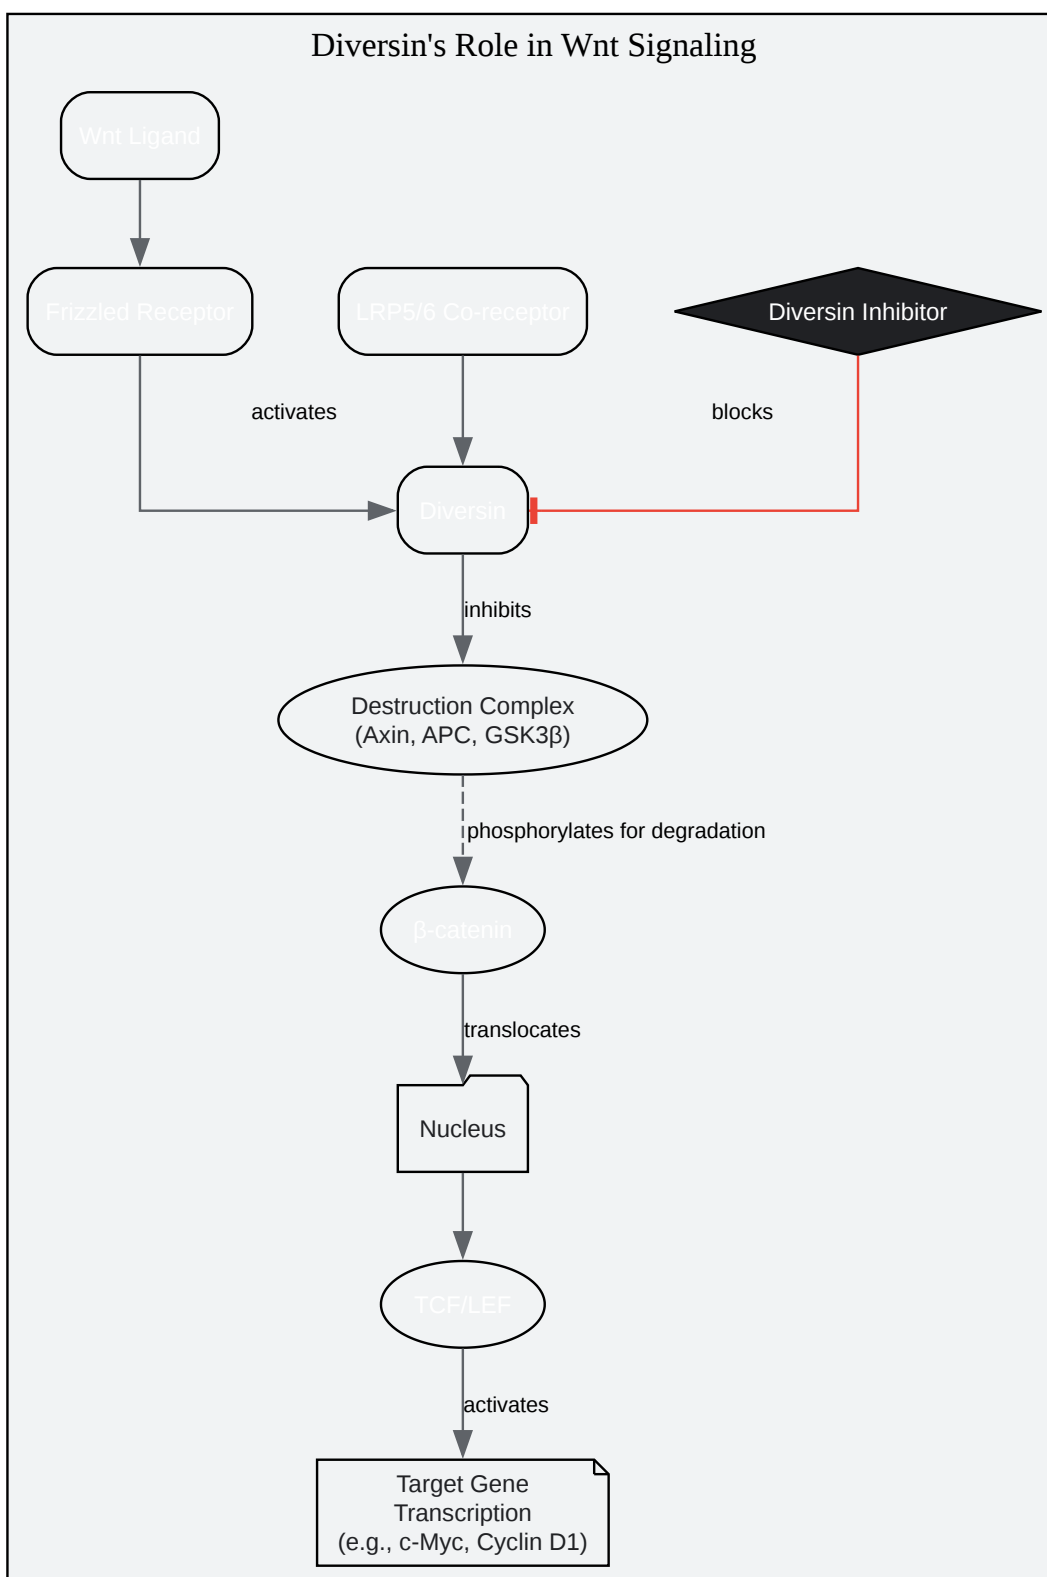 Diversin's Role in Wnt Signaling
Wnt Ligand
Frizzled Receptor
LRP5/6 Co-receptor
Diversin Inhibitor
activates
blocks
Diversin
inhibits
Destruction Complex
(Axin, APC, GSK3β)
phosphorylates for degradation
β-catenin
translocates
Nucleus
TCF/LEF
activates
Target Gene
Transcription
(e.g., c-Myc, Cyclin D1)